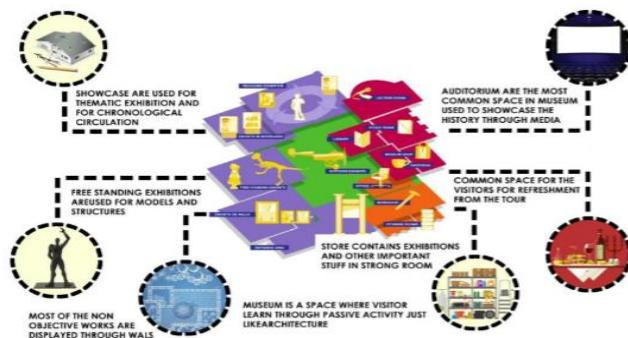 SHOWCASE ARE USED FOR
THEMATIC EXHIBITION AND
FOR CHRONOLOGICAL
CIRCULATION
AUDITORIUM ARE THE MOST
COMMON SPACE IN MUSEUM
USED TO SHOWCASE THE
HISTORY THROUGH MEDIA
FREE STANDING EXHIBITIONS
AREUSED FOR MODELS AND
STRUCTURES
COMMON SPACE FOR THE
VISITORS FOR REFRESHMENT
FROM THE TOUR
STORE CONTAINS EXHIBITIONS
AND OTHER IMPORTANT
STUFF IN STRONG ROOM
MOST OF THE NON
OBJECTIVE WORKS ARE
DISPLAYED THROUGH WALS
MUSEUM IS A SPACE WHERE VISITOR
LEARN THROUGH PASSIVE ACTIVITY JUST
LIKEARCHITECTURE